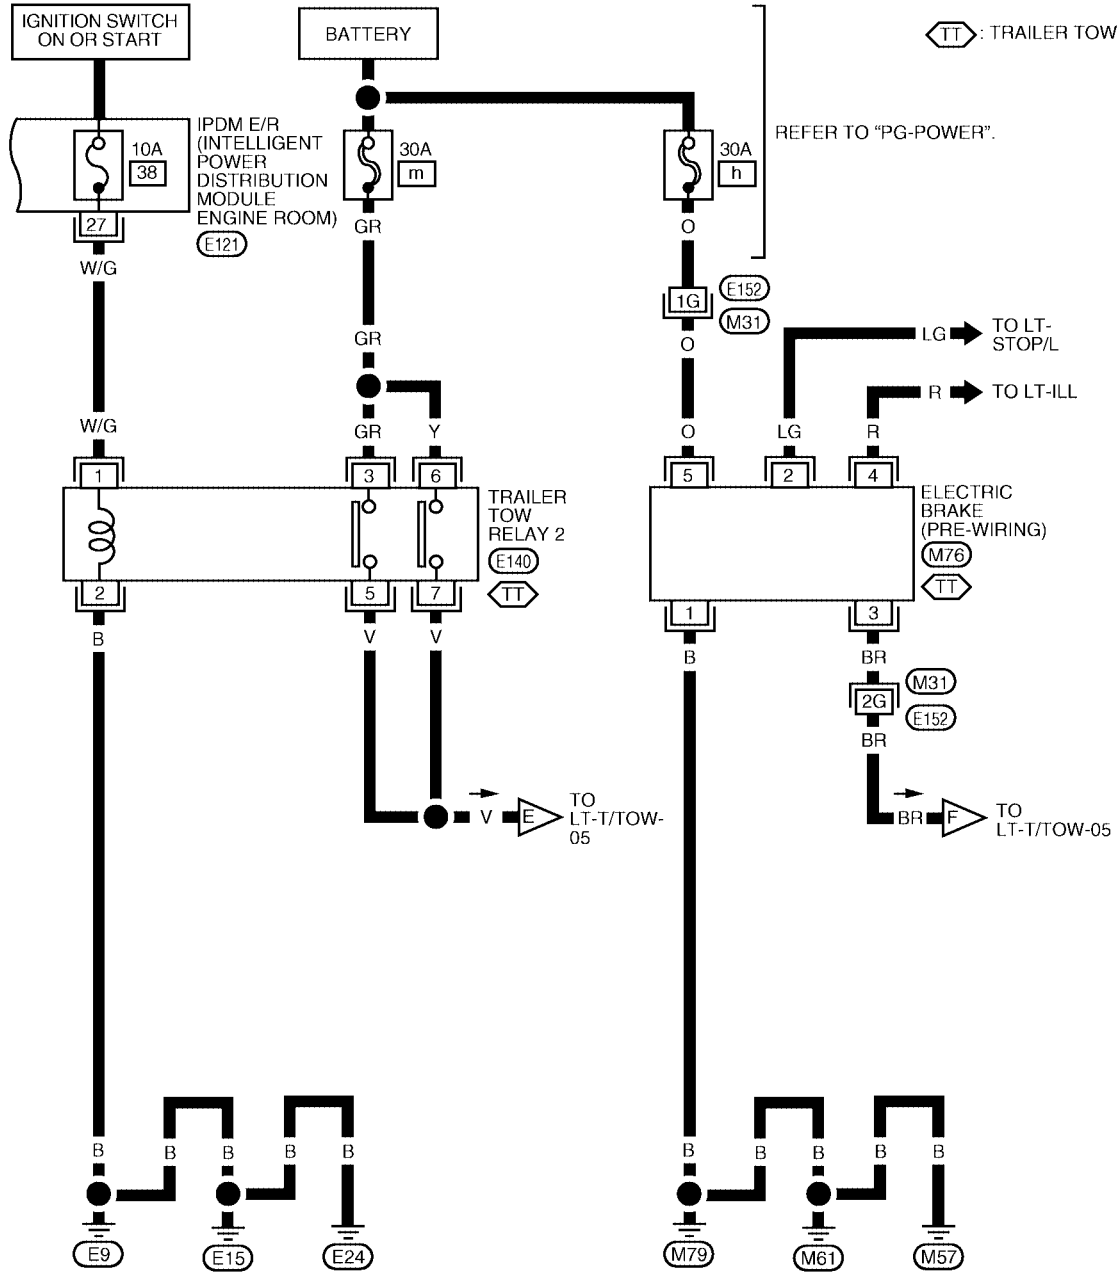 IGNITION SWITCH
ON OR START
BATTERY
TT : TRAILER TOW
IPDM E/R
(INTELLIGENT
POWER
DISTRIBUTION
MODULE
ENGINE ROOM)
E121
10A
38
30A
m
30A
h
REFER TO “PG-POWER”.
27
W/G
GR
O
1G
E152
M31
O
GR
LG
TO LT-
STOP/L
R
TO LT-ILL
W/G
GR
Y
O
LG
R
1
3
6
5
2
4
TRAILER
TOW
RELAY 2
E140
TT
ELECTRIC
BRAKE
(PRE-WIRING)
M76
TT
2
5
7
1
3
B
V
V
B
BR
2G
M31
E152
BR
V
E
TO
LT-T/TOW-
05
BR
F
TO
LT-T/TOW-05
B
B
B
B
B
B
B
B
B
B
E9
E15
E24
M79
M61
M57